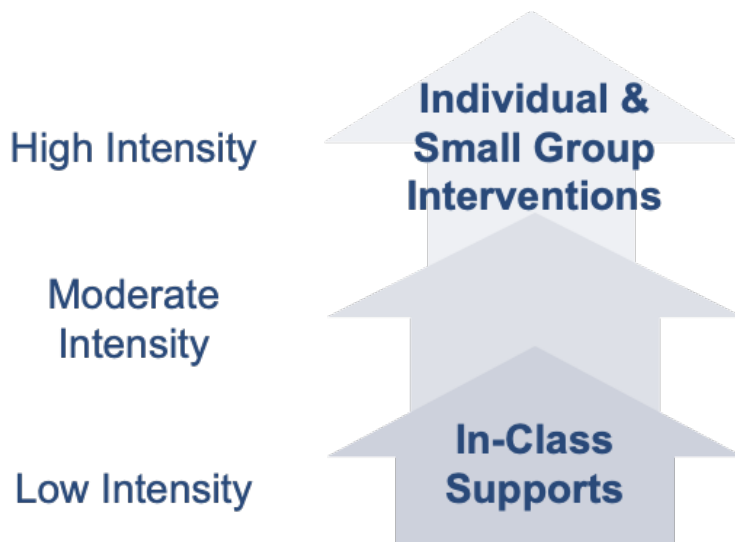 High Intensity
Individual &
Small Group
Interventions
Moderate
Intensity
Low Intensity
In-Class
Supports